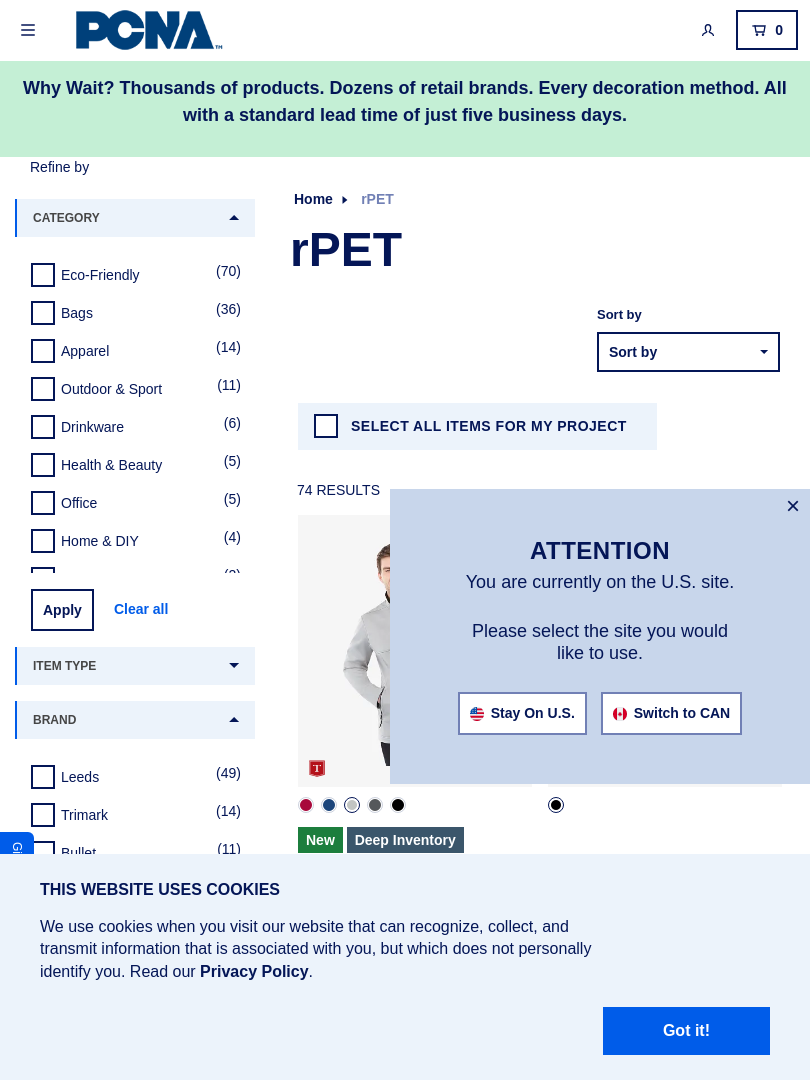 PCNA™
0
Why Wait? Thousands of products. Dozens of retail brands. Every decoration method. All
with a standard lead time of just five business days.
Refine by
CATEGORY
Eco-Friendly (70)
Bags (36)
Apparel (14)
Outdoor & Sport (11)
Drinkware (6)
Health & Beauty (5)
Office (5)
Home & DIY (4)
Apply
Clear all
ITEM TYPE
BRAND
Leeds (49)
Trimark (14)
Bullet (11)
Home rPET
rPET
Sort by
Sort by
SELECT ALL ITEMS FOR MY PROJECT
74 RESULTS
T
New
Deep Inventory
ATTENTION
You are currently on the U.S. site.
Please select the site you would
like to use.
Stay On U.S.
Switch to CAN
THIS WEBSITE USES COOKIES
We use cookies when you visit our website that can recognize, collect, and
transmit information that is associated with you, but which does not personally
identify you. Read our Privacy Policy.
Got it!